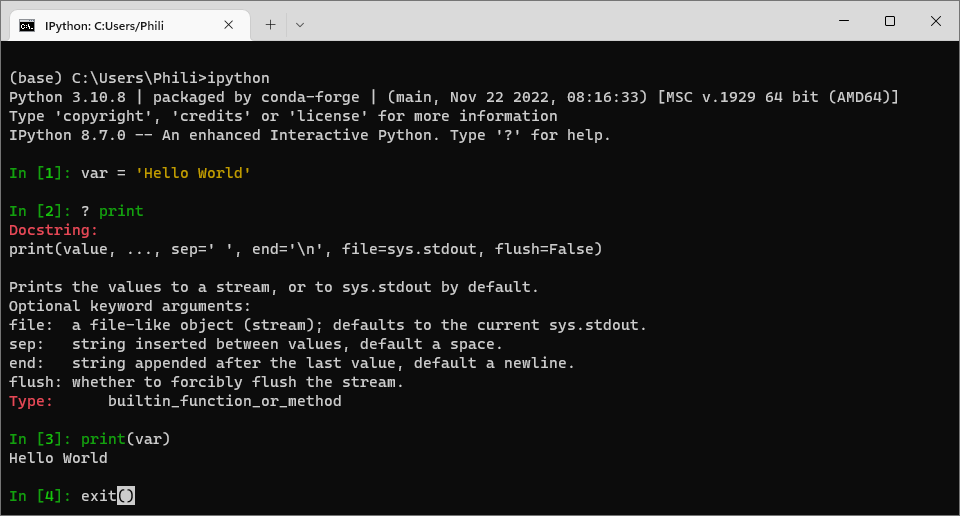 IPython: C:Users/Phili
(base) C:\Users\Phili>ipython
Python 3.10.8 | packaged by conda-forge | (main, Nov 22 2022, 08:16:33) [MSC v.1929 64 bit (AMD64)]
Type 'copyright', 'credits' or 'license' for more information
IPython 8.7.0 -- An enhanced Interactive Python. Type '?' for help.
In [1]: var = 'Hello World'
In [2]: ? print
Docstring:
print(value, ..., sep=' ', end='\n', file=sys.stdout, flush=False)
Prints the values to a stream, or to sys.stdout by default.
Optional keyword arguments:
file:  a file-like object (stream); defaults to the current sys.stdout.
sep:   string inserted between values, default a space.
end:   string appended after the last value, default a newline.
flush: whether to forcibly flush the stream.
Type:      builtin_function_or_method
In [3]: print(var)
Hello World
In [4]: exit()